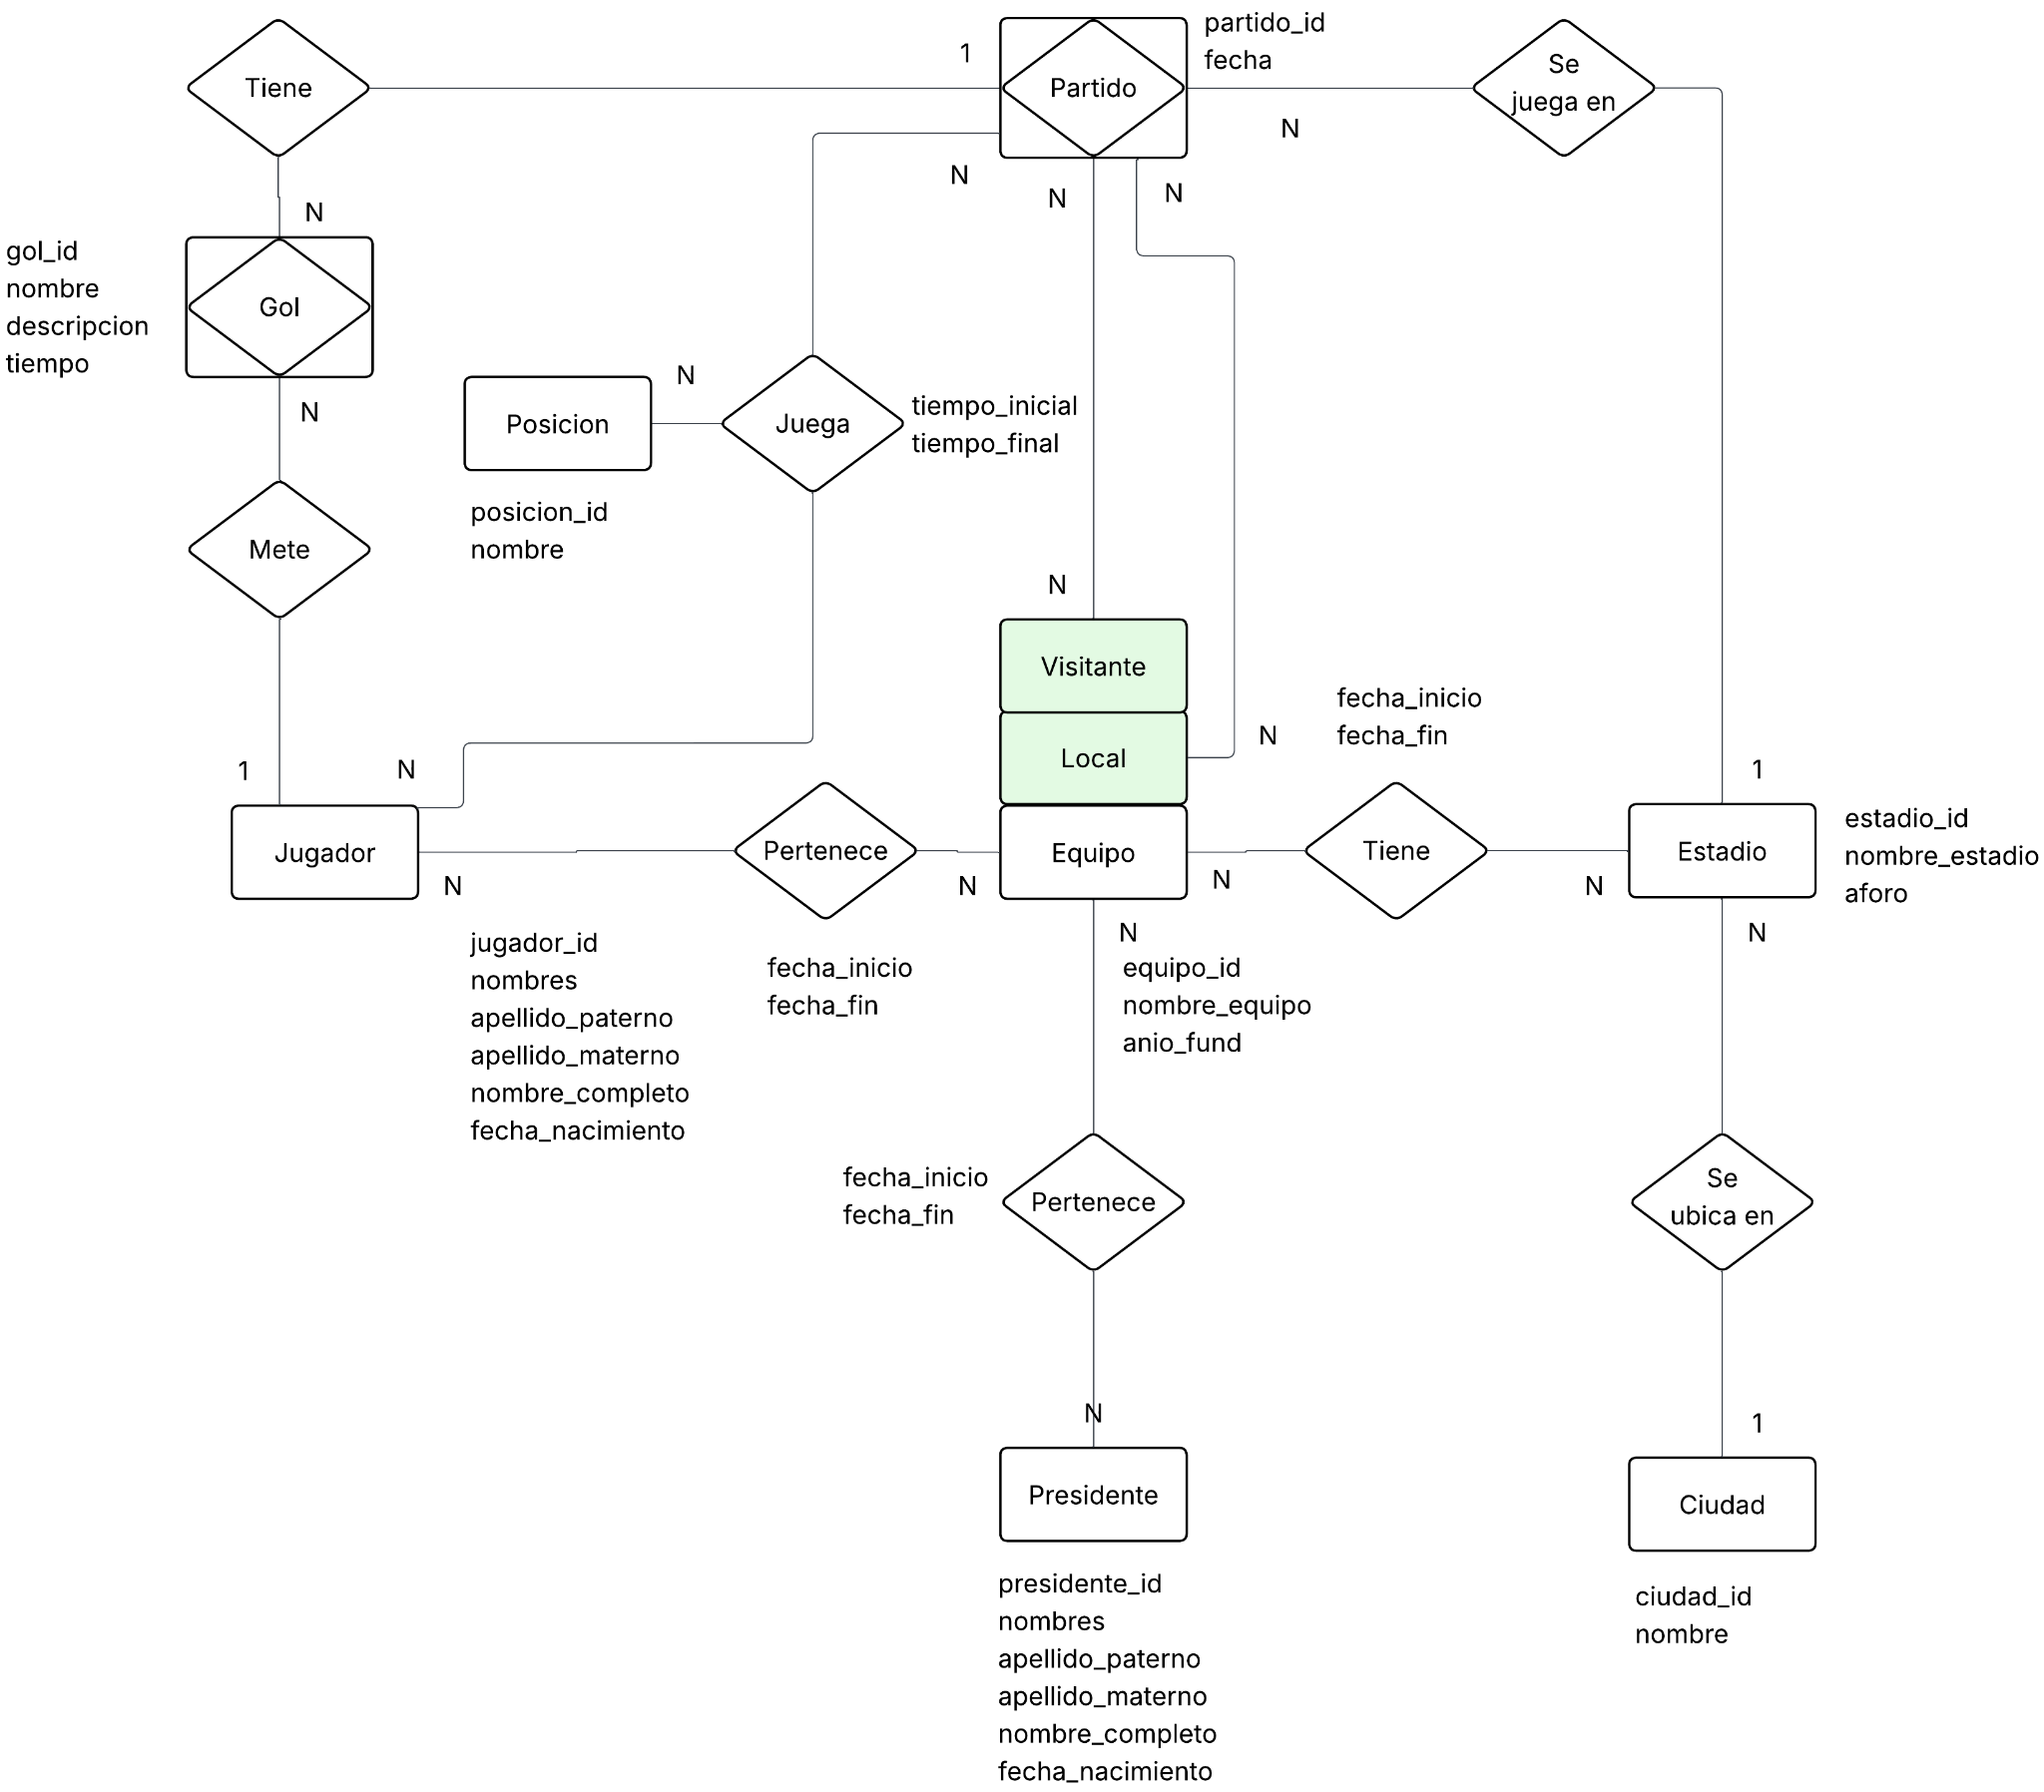 partido_id
fecha
1
Tiene
Partido
Se
juega en
N
N
N
N
N
gol_id
nombre
descripcion
tiempo
Gol
N
N
Posicion
Juega
tiempo_inicial
tiempo_final
posicion_id
nombre
Mete
N
Visitante
Local
N
fecha_inicio
fecha_fin
1
N
1
Jugador
Pertenece
Equipo
Tiene
Estadio
estadio_id
nombre_estadio
aforo
N
N
N
N
N
N
jugador_id
nombres
apellido_paterno
apellido_materno
nombre_completo
fecha_nacimiento
fecha_inicio
fecha_fin
equipo_id
nombre_equipo
anio_fund
fecha_inicio
fecha_fin
Pertenece
Se
ubica en
N
1
Presidente
Ciudad
presidente_id
nombres
apellido_paterno
apellido_materno
nombre_completo
fecha_nacimiento
ciudad_id
nombre